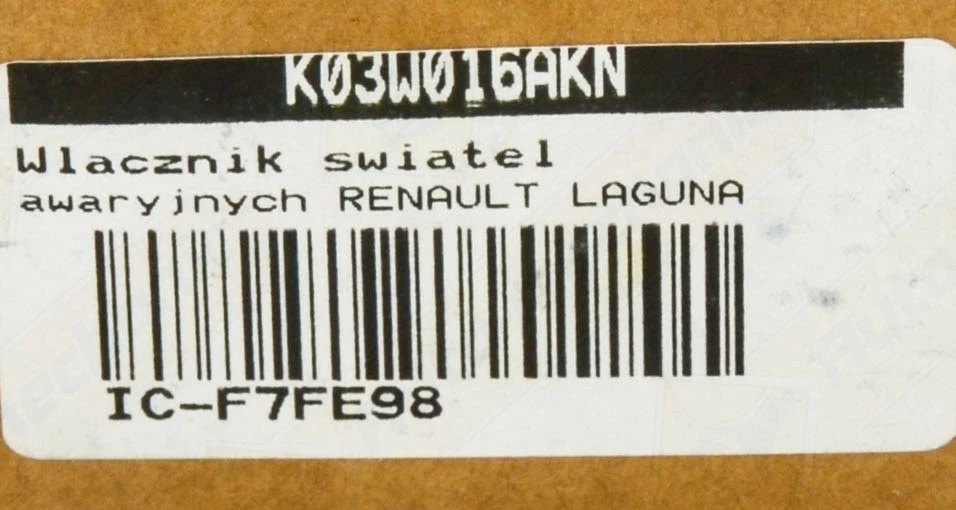 K03W016AKN
Wlacznik swiatel
awaryjnych RENAULT LAGUNA
IC-F7FE98